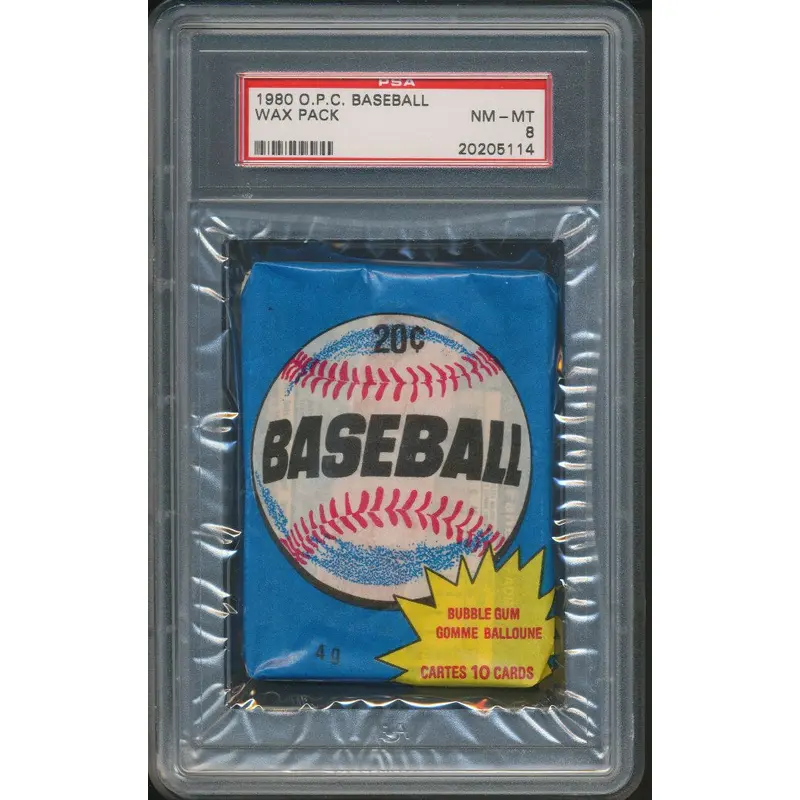 PSA
1980 O.P.C. BASEBALL
WAX PACK NM - MT
8
20205114
20¢
BASEBALL
BUBBLE GUM
GOMME BALLOUNE
4 g
CARTES 10 CARDS
PSA